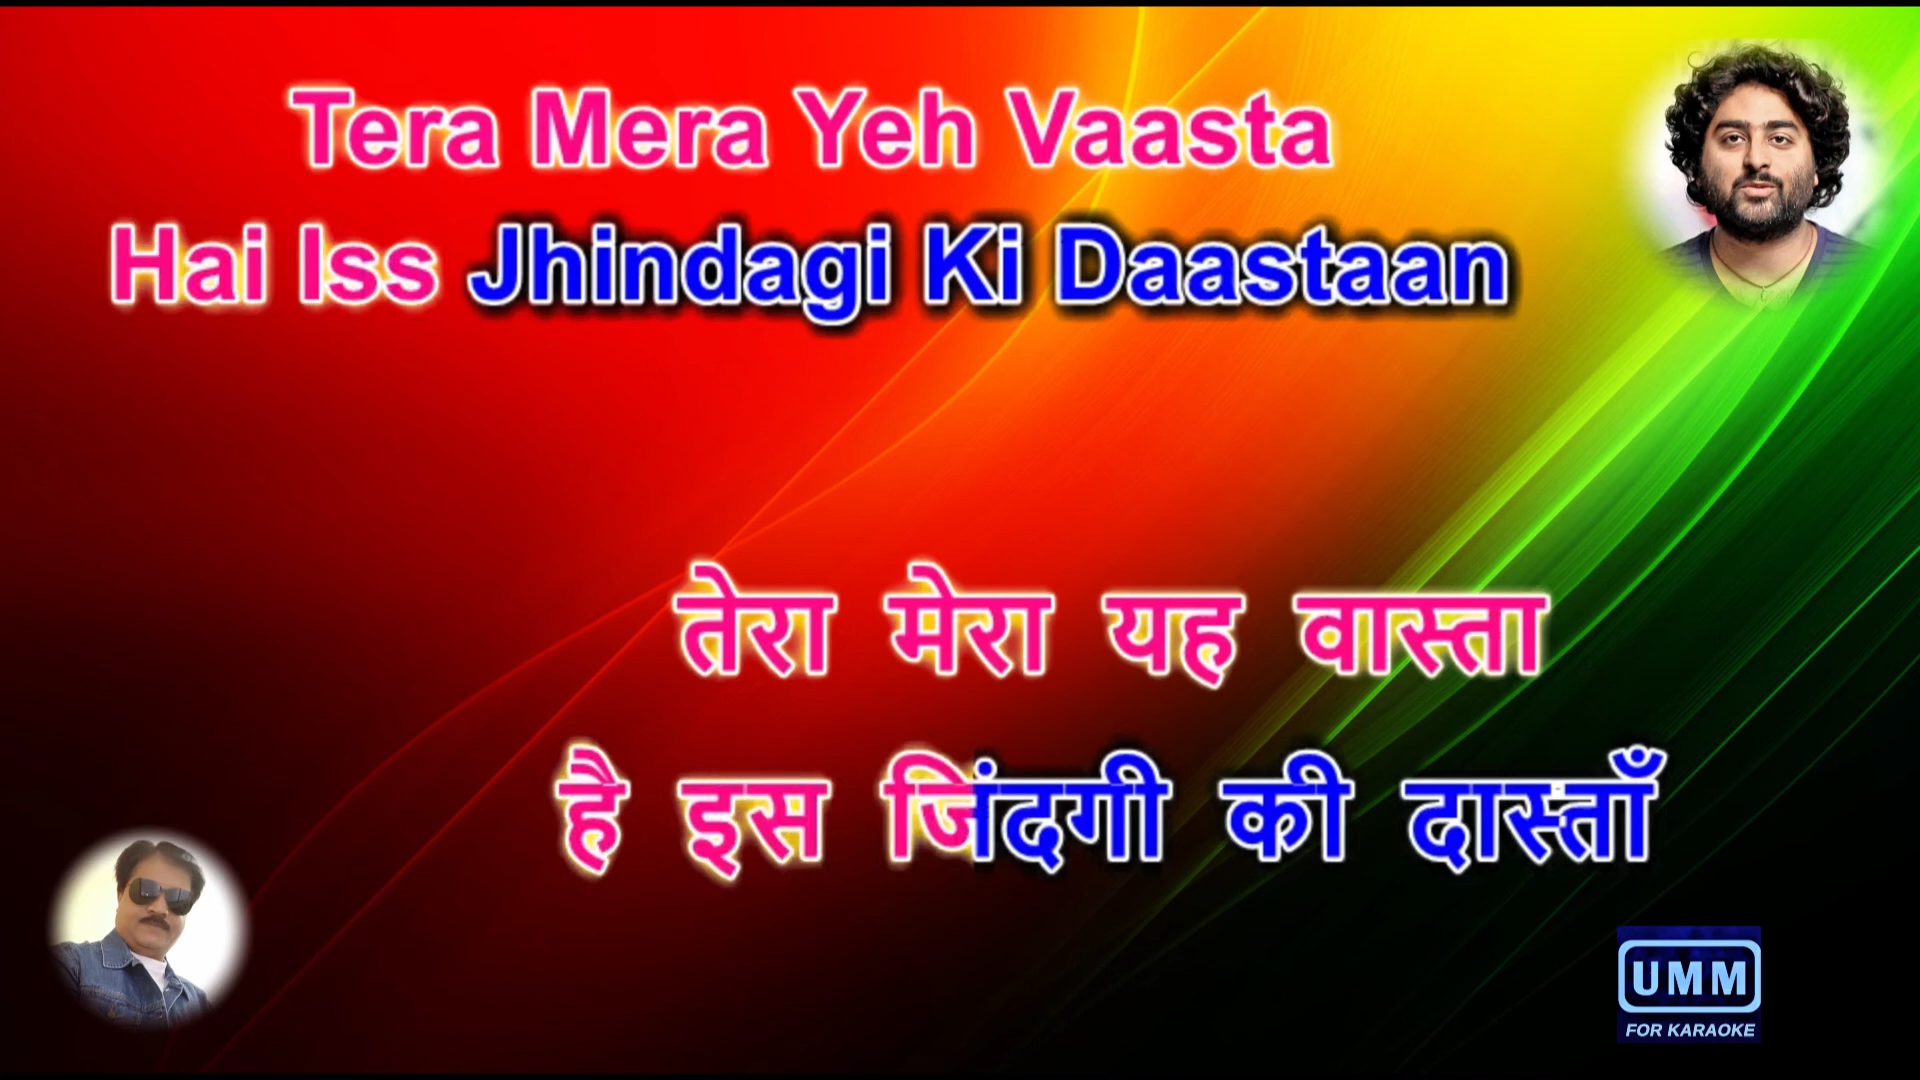 Tera Mera Yeh Vaasta
Hai Iss Jhindagi Ki Daastaan
तेरा मेरा यह वास्ता
है इस जिंदगी की दास्ताँ
UMM
FOR KARAOKE